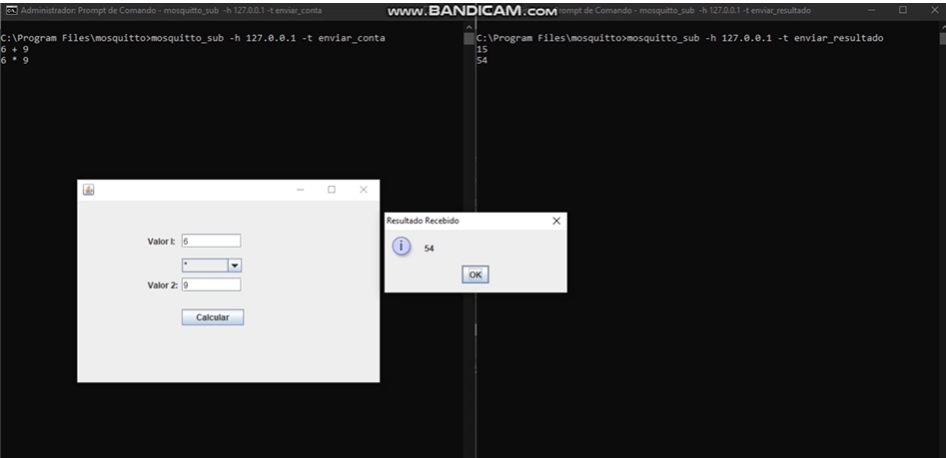 Administrador: Prompt de Comando - mosquitto_sub -h 127.0.0.1 -t enviar_conta
www.BANDICAM.COM
Prompt de Comando - mosquitto_sub -h 127.0.0.1 -t enviar_resultado
C:\Program Files\mosquitto>mosquitto_sub -h 127.0.0.1 -t enviar_conta
6 + 9
6 * 9
C:\Program Files\mosquitto>mosquitto_sub -h 127.0.0.1 -t enviar_resultado
15
54
Valor I: 6
*
Valor 2: 9
Calcular
Resultado Recebido
54
OK